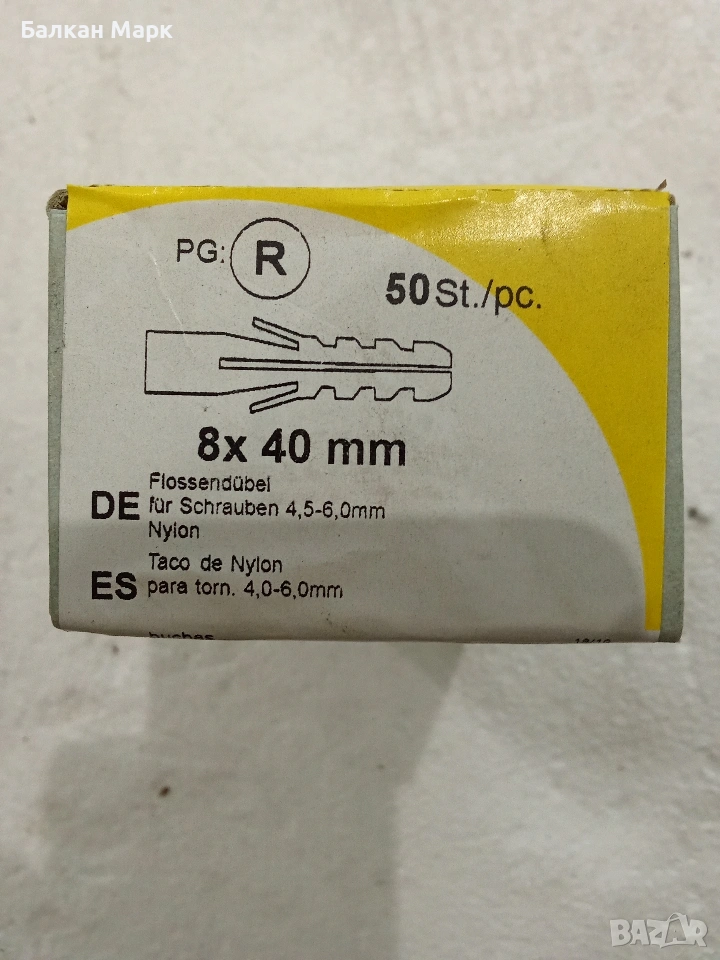 Балкан Марк
PG: R
50 St./pc.
8x 40 mm
DE
Flossendübel
für Schrauben 4,5-6,0mm
Nylon
ES
Taco de Nylon
para torn. 4,0-6,0mm
BAZAR